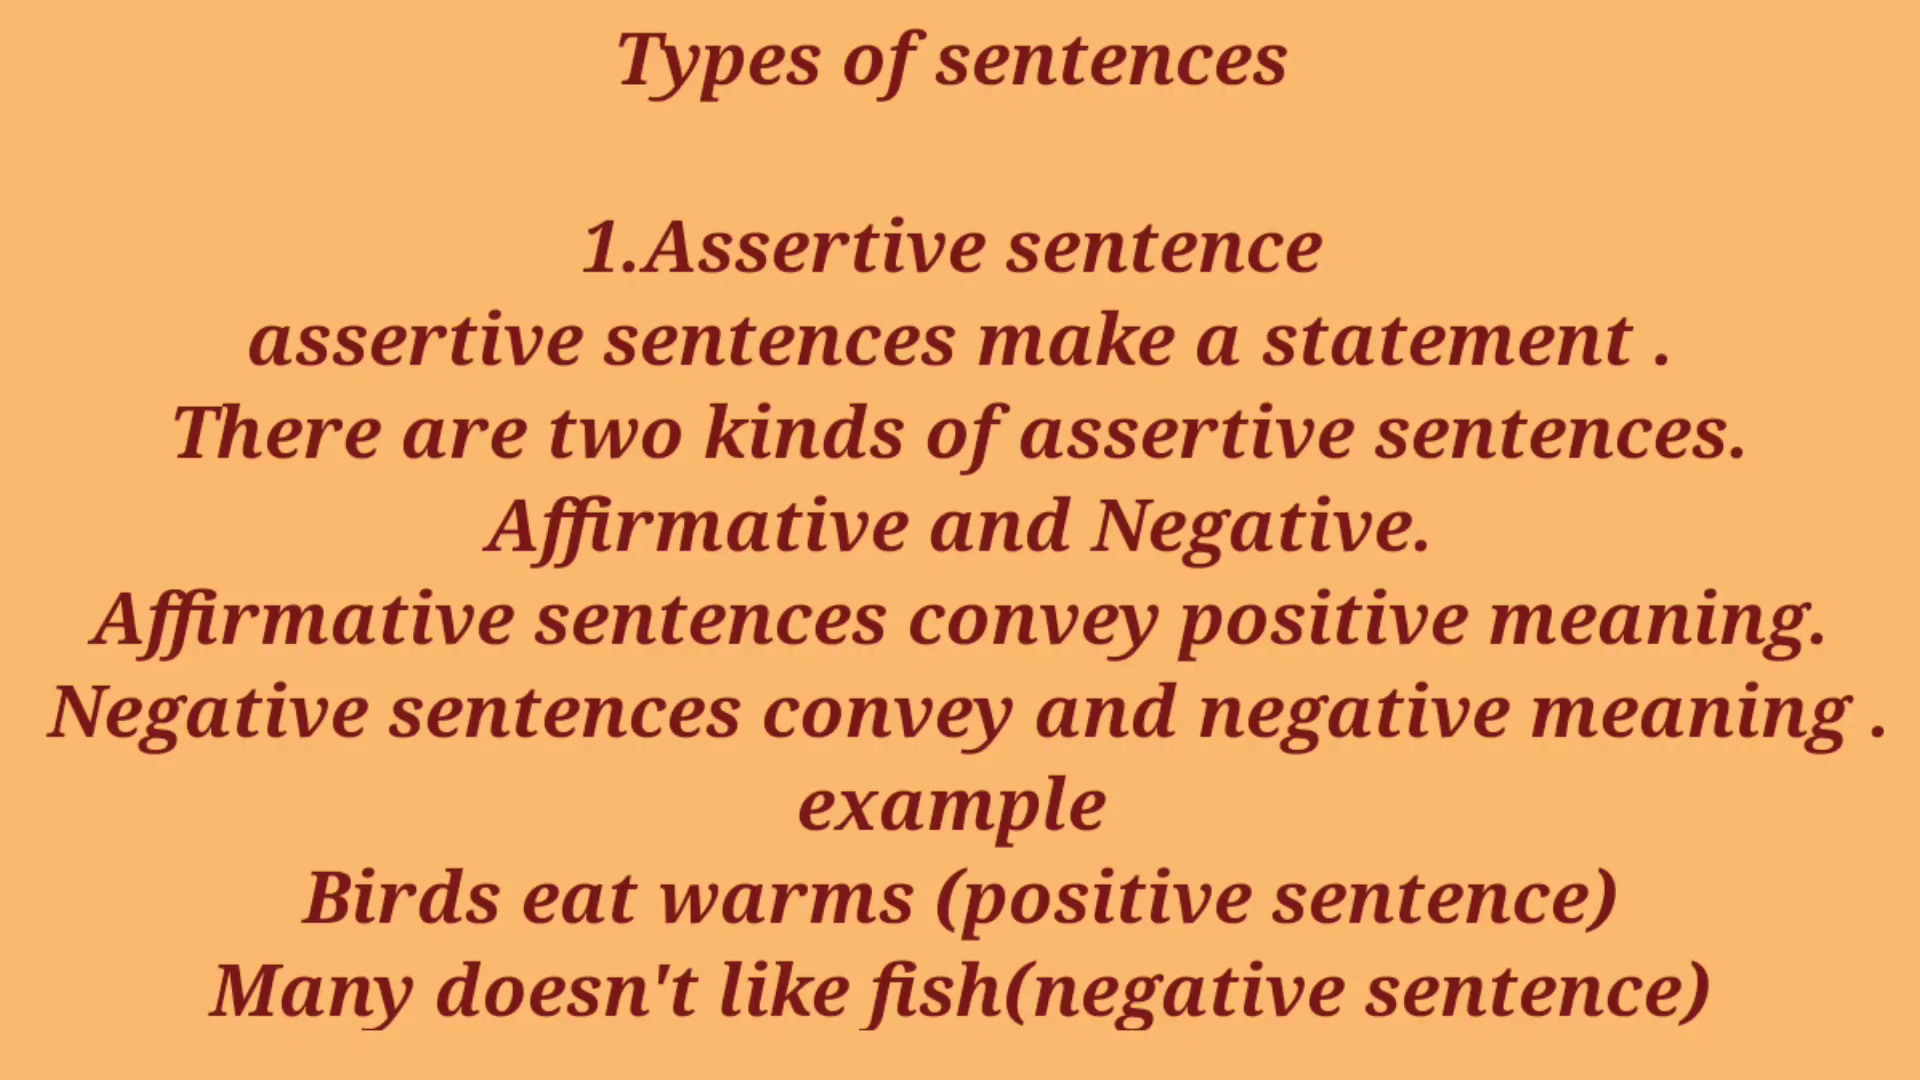 Types of sentences
1.Assertive sentence
assertive sentences make a statement .
There are two kinds of assertive sentences.
Affirmative and Negative.
Affirmative sentences convey positive meaning.
Negative sentences convey and negative meaning .
example
Birds eat warms (positive sentence)
Many doesn't like fish(negative sentence)